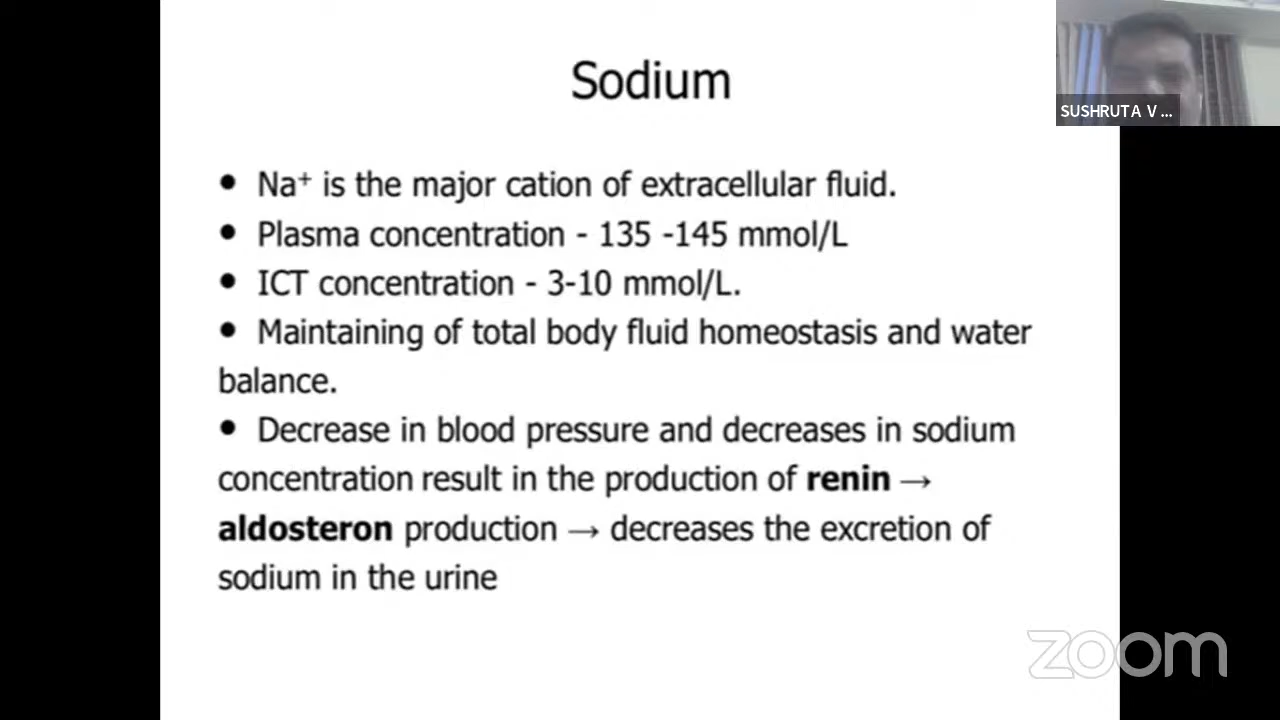 Sodium
SUSHRUTA V ...
• Na⁺ is the major cation of extracellular fluid.
• Plasma concentration - 135 -145 mmol/L
• ICT concentration - 3-10 mmol/L.
• Maintaining of total body fluid homeostasis and water
balance.
• Decrease in blood pressure and decreases in sodium
concentration result in the production of renin →
aldosteron production → decreases the excretion of
sodium in the urine
zoom